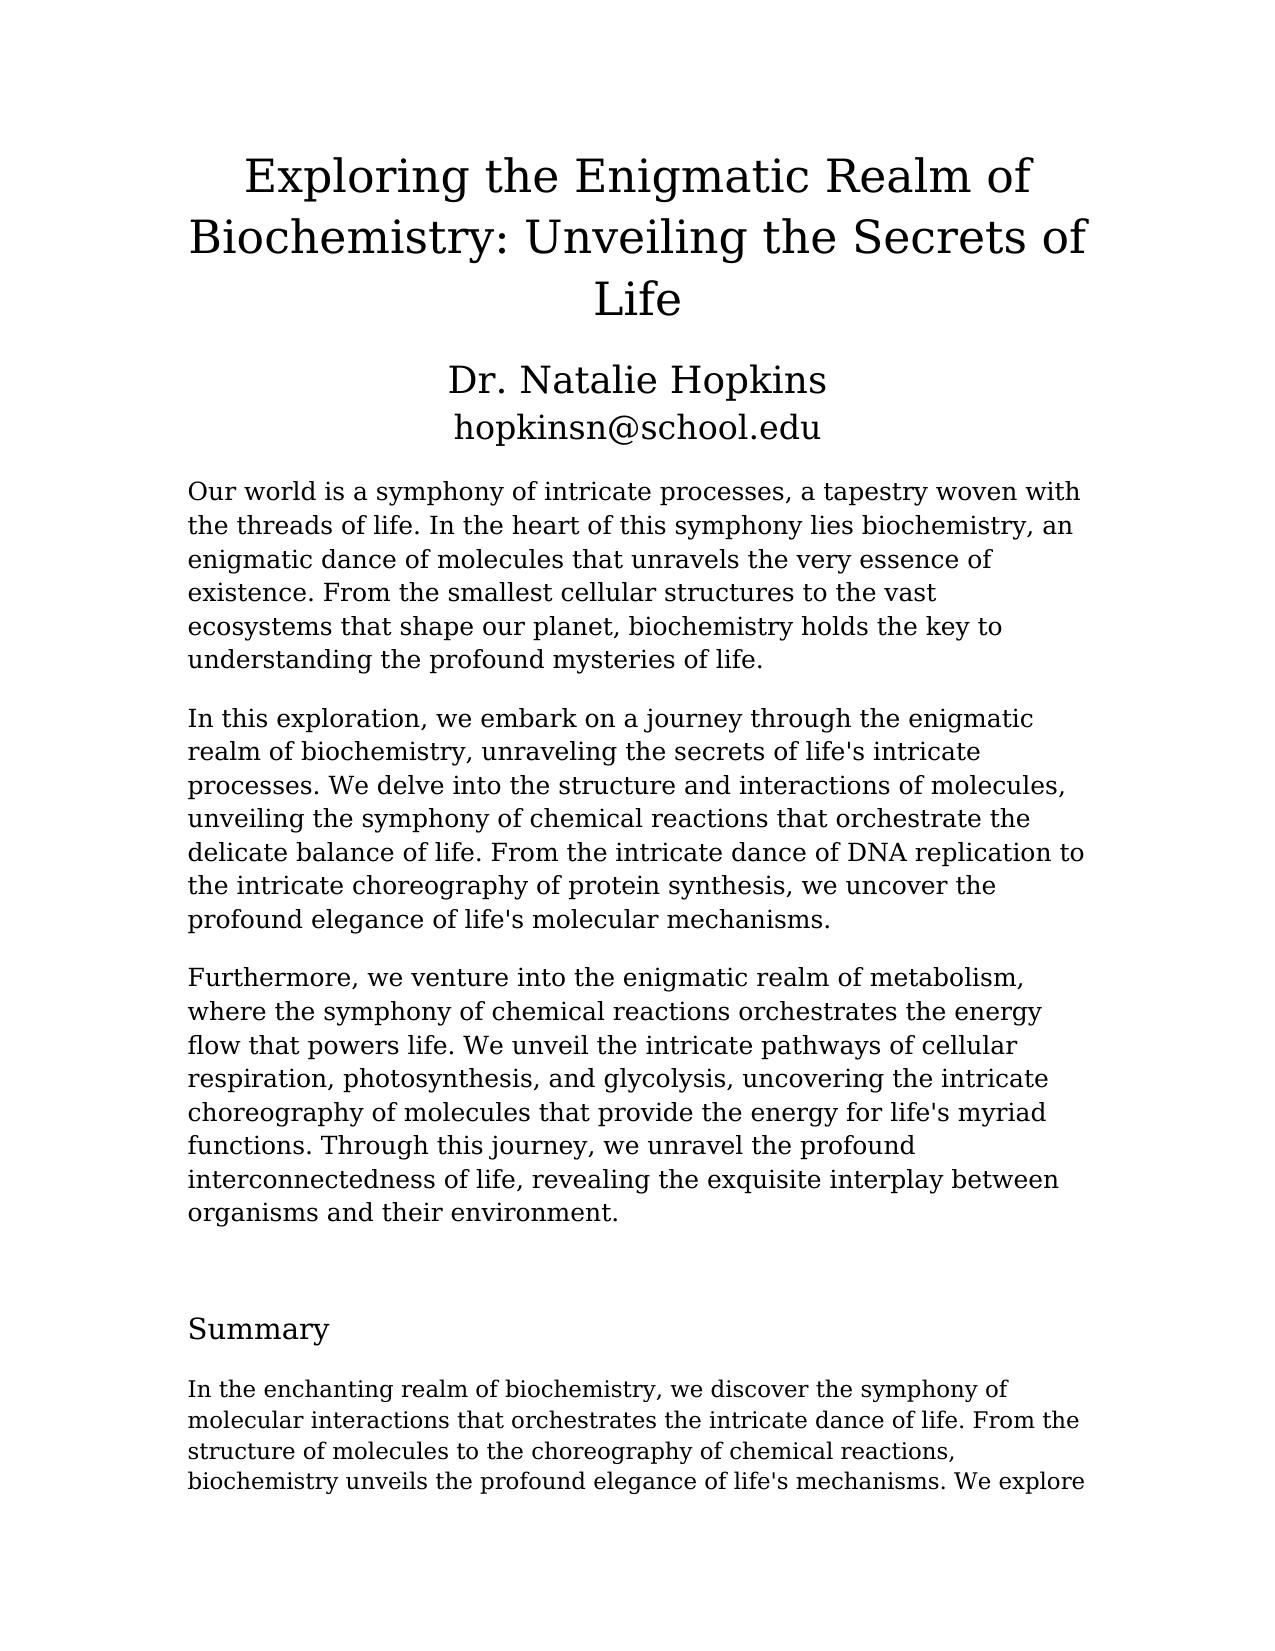 Exploring the Enigmatic Realm of
Biochemistry: Unveiling the Secrets of
Life
Dr. Natalie Hopkins
hopkinsn@school.edu
Our world is a symphony of intricate processes, a tapestry woven with
the threads of life. In the heart of this symphony lies biochemistry, an
enigmatic dance of molecules that unravels the very essence of
existence. From the smallest cellular structures to the vast
ecosystems that shape our planet, biochemistry holds the key to
understanding the profound mysteries of life.
In this exploration, we embark on a journey through the enigmatic
realm of biochemistry, unraveling the secrets of life's intricate
processes. We delve into the structure and interactions of molecules,
unveiling the symphony of chemical reactions that orchestrate the
delicate balance of life. From the intricate dance of DNA replication to
the intricate choreography of protein synthesis, we uncover the
profound elegance of life's molecular mechanisms.
Furthermore, we venture into the enigmatic realm of metabolism,
where the symphony of chemical reactions orchestrates the energy
flow that powers life. We unveil the intricate pathways of cellular
respiration, photosynthesis, and glycolysis, uncovering the intricate
choreography of molecules that provide the energy for life's myriad
functions. Through this journey, we unravel the profound
interconnectedness of life, revealing the exquisite interplay between
organisms and their environment.
Summary
In the enchanting realm of biochemistry, we discover the symphony of
molecular interactions that orchestrates the intricate dance of life. From the
structure of molecules to the choreography of chemical reactions,
biochemistry unveils the profound elegance of life's mechanisms. We explore